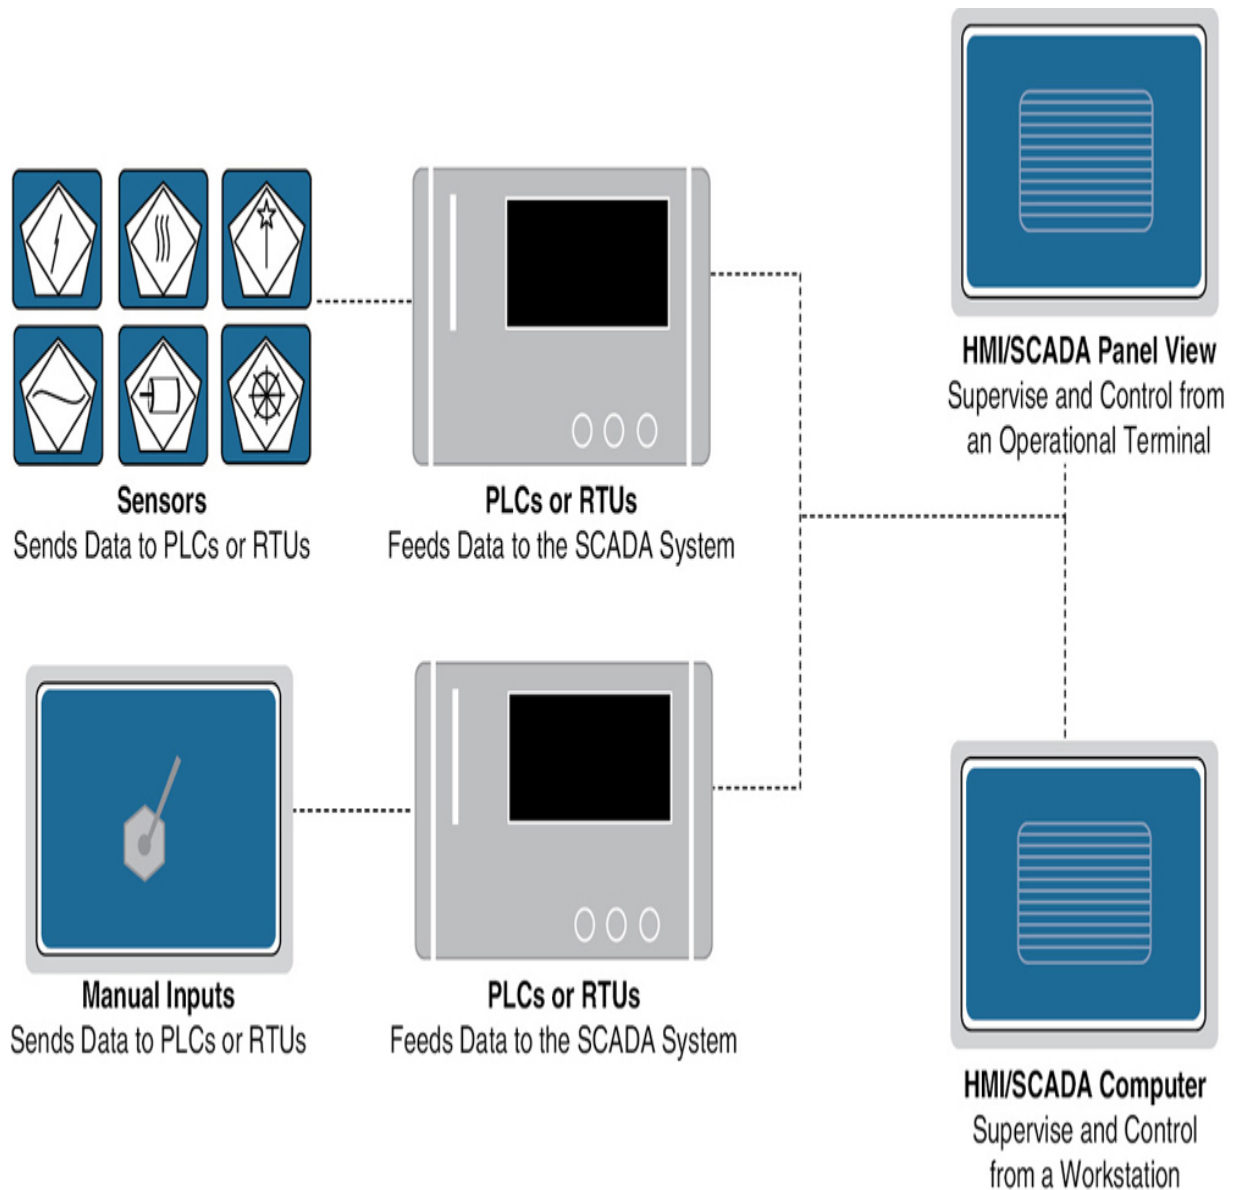 HMI/SCADA Panel View
Supervise and Control from
an Operational Terminal
Sensors
Sends Data to PLCs or RTUs
PLCs or RTUs
Feeds Data to the SCADA System
Manual Inputs
Sends Data to PLCs or RTUs
PLCs or RTUs
Feeds Data to the SCADA System
HMI/SCADA Computer
Supervise and Control
from a Workstation